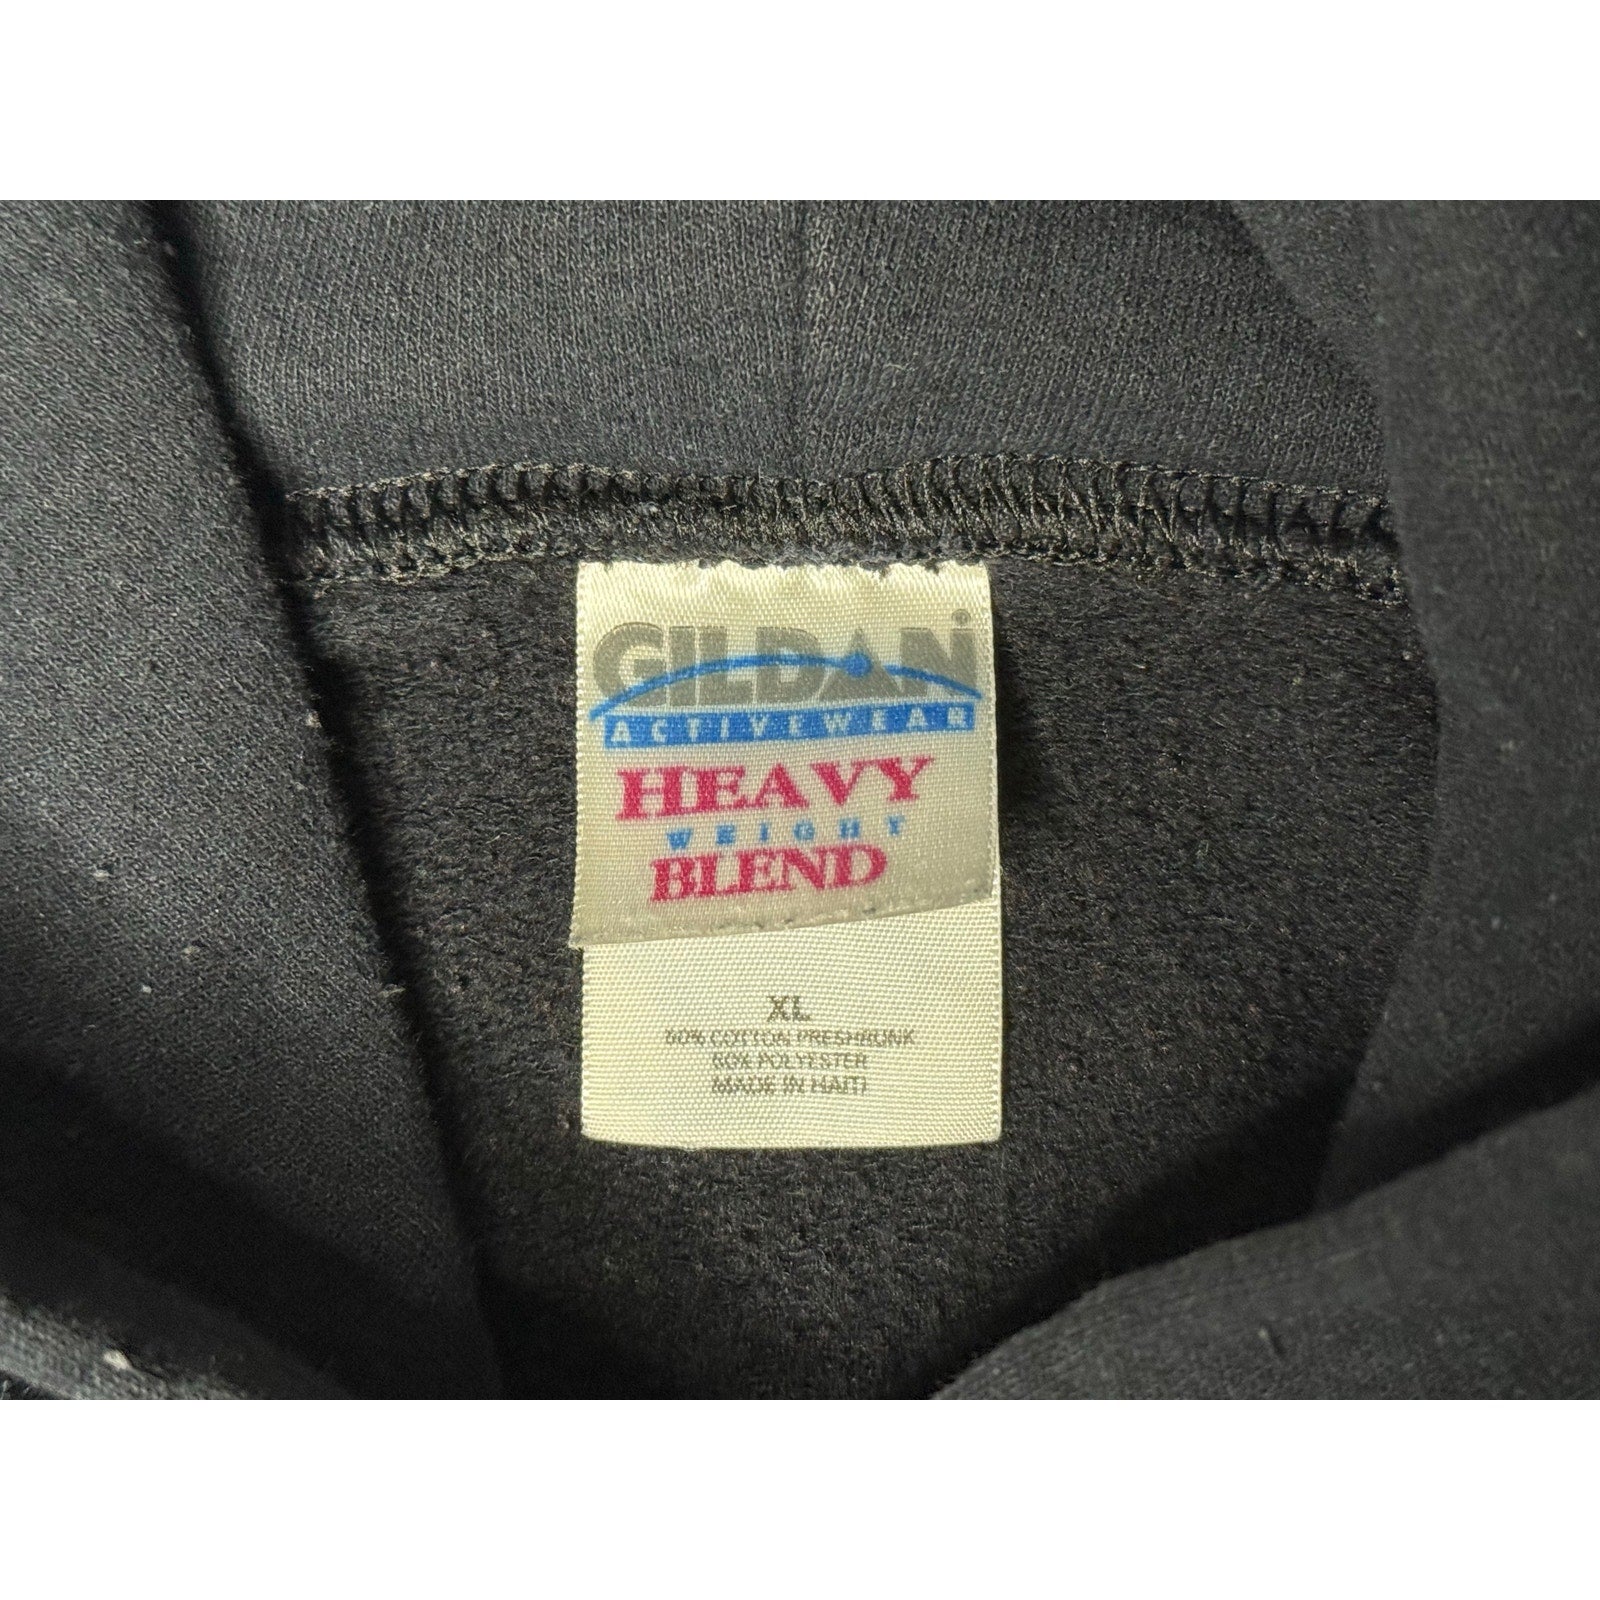 GILDAN®
ACTIVEWEAR
HEAVY
WEIGHT
BLEND
XL
50% COTTON PRESHRUNK
50% POLYESTER
MADE IN HAITI